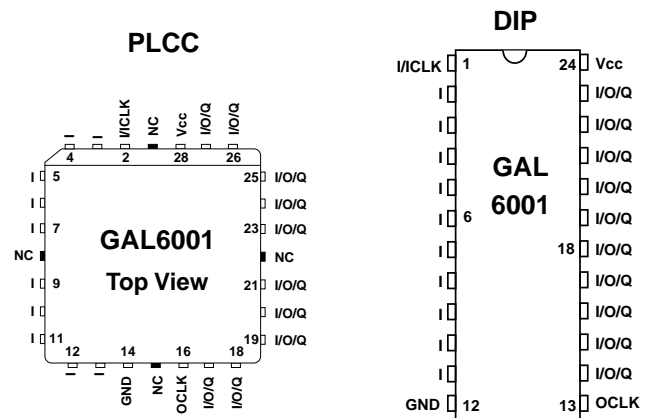 PLCC
I
I
I/ICLK
NC
Vcc
I/O/Q
I/O/Q
4
2
28
26
I
5
25
I/O/Q
I
I/O/Q
I
7
23
I/O/Q
GAL6001
NC
NC
Top View
I
9
21
I/O/Q
I
I/O/Q
I
11
19
I/O/Q
12
14
16
18
I
I
GND
NC
OCLK
I/O/Q
I/O/Q
DIP
I/ICLK
1
24
Vcc
I
I/O/Q
I
I/O/Q
I
I/O/Q
GAL
I
I/O/Q
6001
I
6
I/O/Q
I
18
I/O/Q
I
I/O/Q
I
I/O/Q
I
I/O/Q
I
I/O/Q
GND
12
13
OCLK